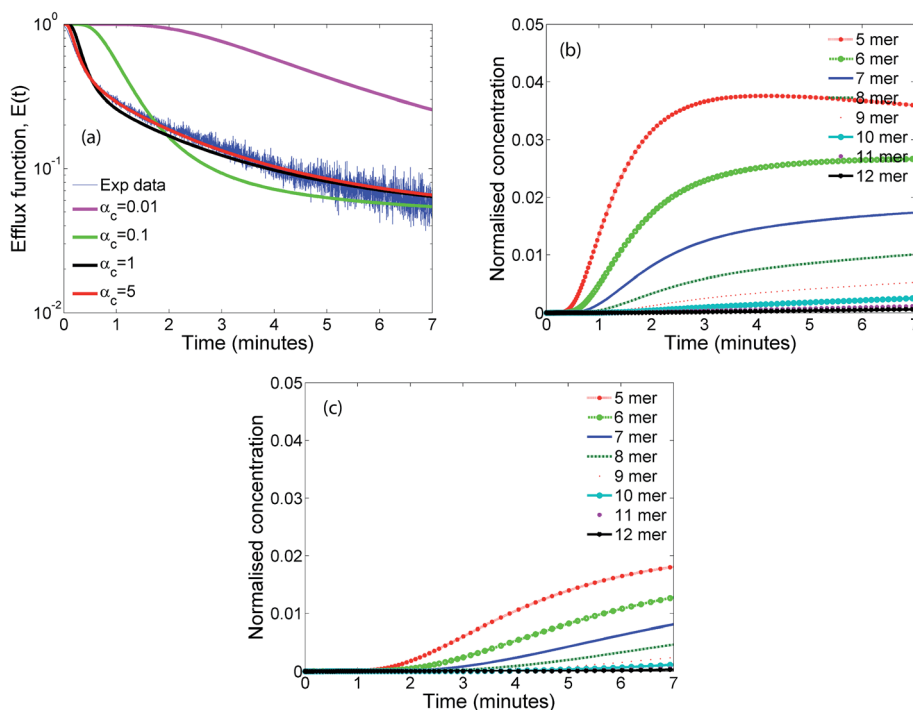 10^0
10^-1
10^-2
Efflux function, E(t)
(a)
Exp data
α_c=0.01
α_c=0.1
α_c=1
α_c=5
0 1 2 3 4 5 6 7
Time (minutes)
(b)
0.05
0.04
0.03
0.02
0.01
0
Normalised concentration
5 mer
6 mer
7 mer
8 mer
9 mer
10 mer
11 mer
12 mer
0 1 2 3 4 5 6 7
Time (minutes)
(c)
0.05
0.04
0.03
0.02
0.01
0
Normalised concentration
5 mer
6 mer
7 mer
8 mer
9 mer
10 mer
11 mer
12 mer
0 1 2 3 4 5 6 7
Time (minutes)